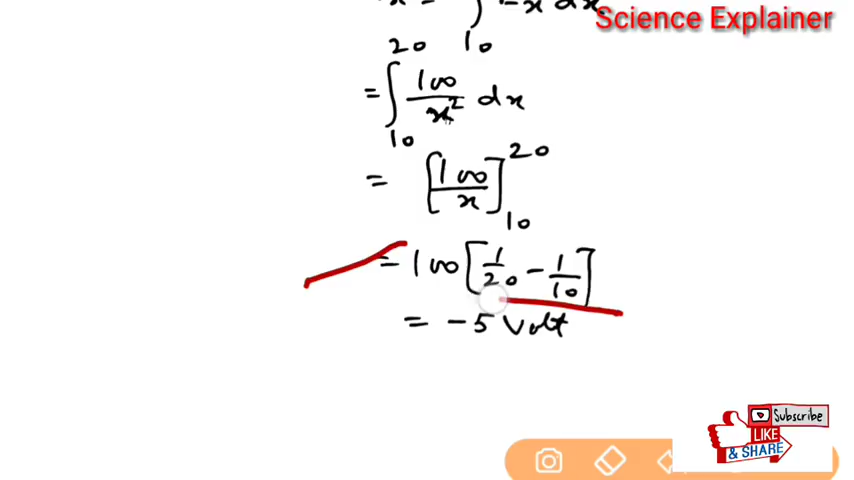 Science Explainer
20
= ∫ 100/x² dx
10
= [100/x] 20 10
= 100 [1/20 - 1/10]
= -5 Volt
Subscribe
LIKE
& SHARE